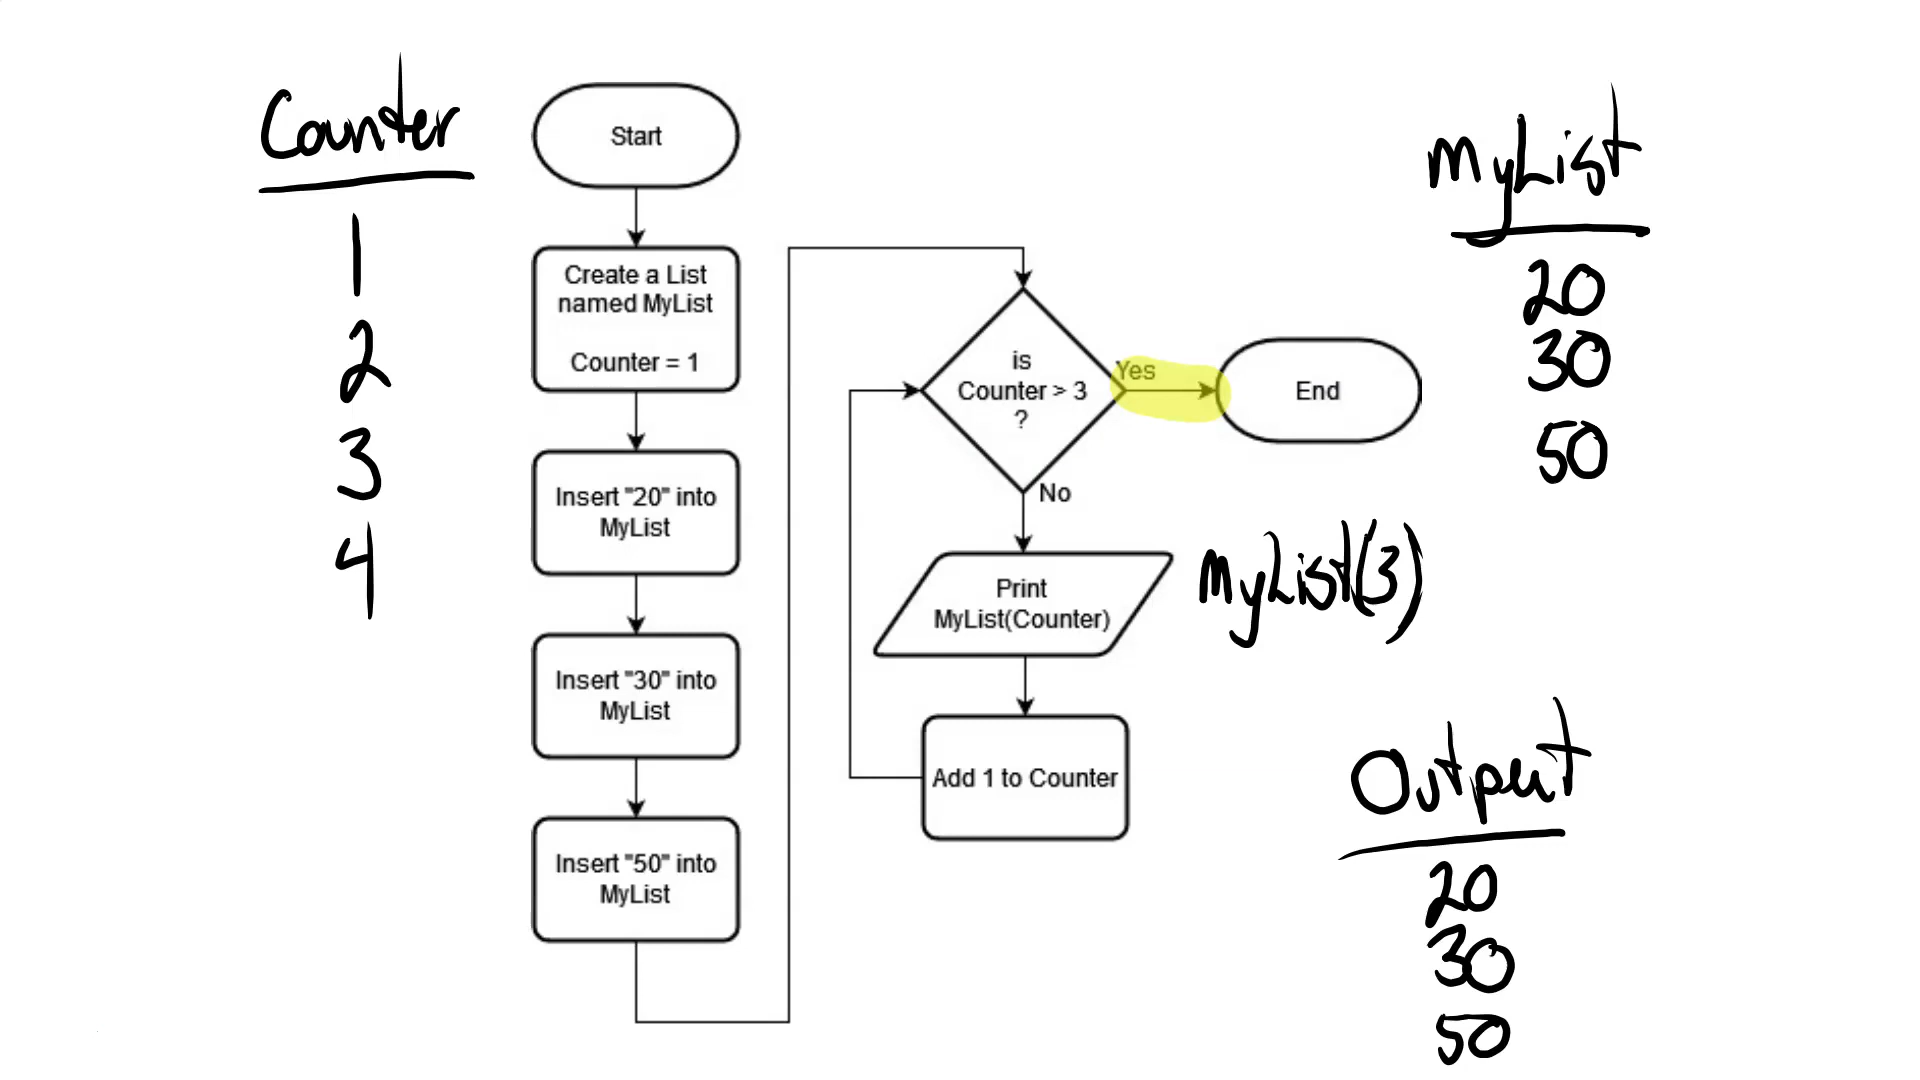 Counter
1
2
3
4
Start
Create a List
named MyList
Counter = 1
Insert "20" into
MyList
Insert "30" into
MyList
Insert "50" into
MyList
is
Counter > 3
?
Yes
End
No
Print
MyList(Counter)
MyList(3)
Add 1 to Counter
MyList
20
30
50
Output
20
30
50